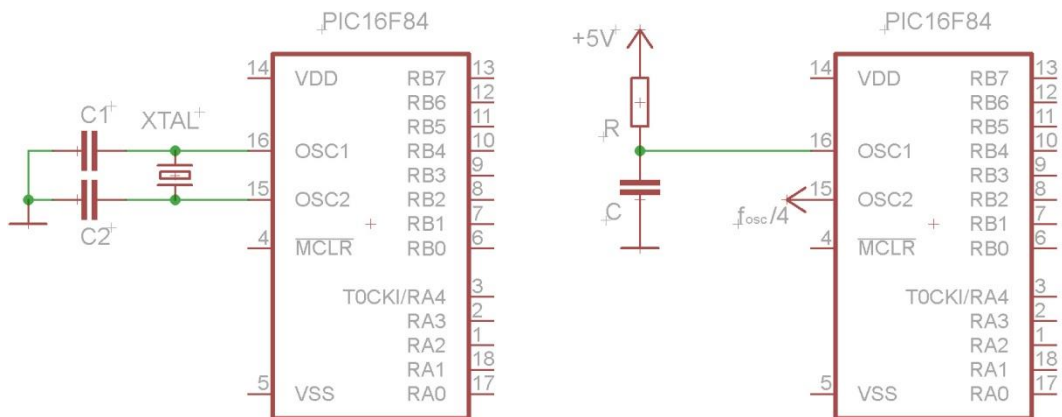 PIC16F84
14 VDD RB7 13
RB6 12
C1 XTAL RB5 11
16 OSC1 RB4 10
RB3 9
15 OSC2 RB2 8
C2 RB1 7
4 MCLR RB0 6
T0CKI/RA4 3
RA3 2
RA2 1
RA1 18
5 VSS RA0 17
PIC16F84
+5V
14 VDD RB7 13
RB6 12
R RB5 11
16 OSC1 RB4 10
RB3 9
15 OSC2 RB2 8
C fosc/4 RB1 7
4 MCLR RB0 6
T0CKI/RA4 3
RA3 2
RA2 1
RA1 18
5 VSS RA0 17